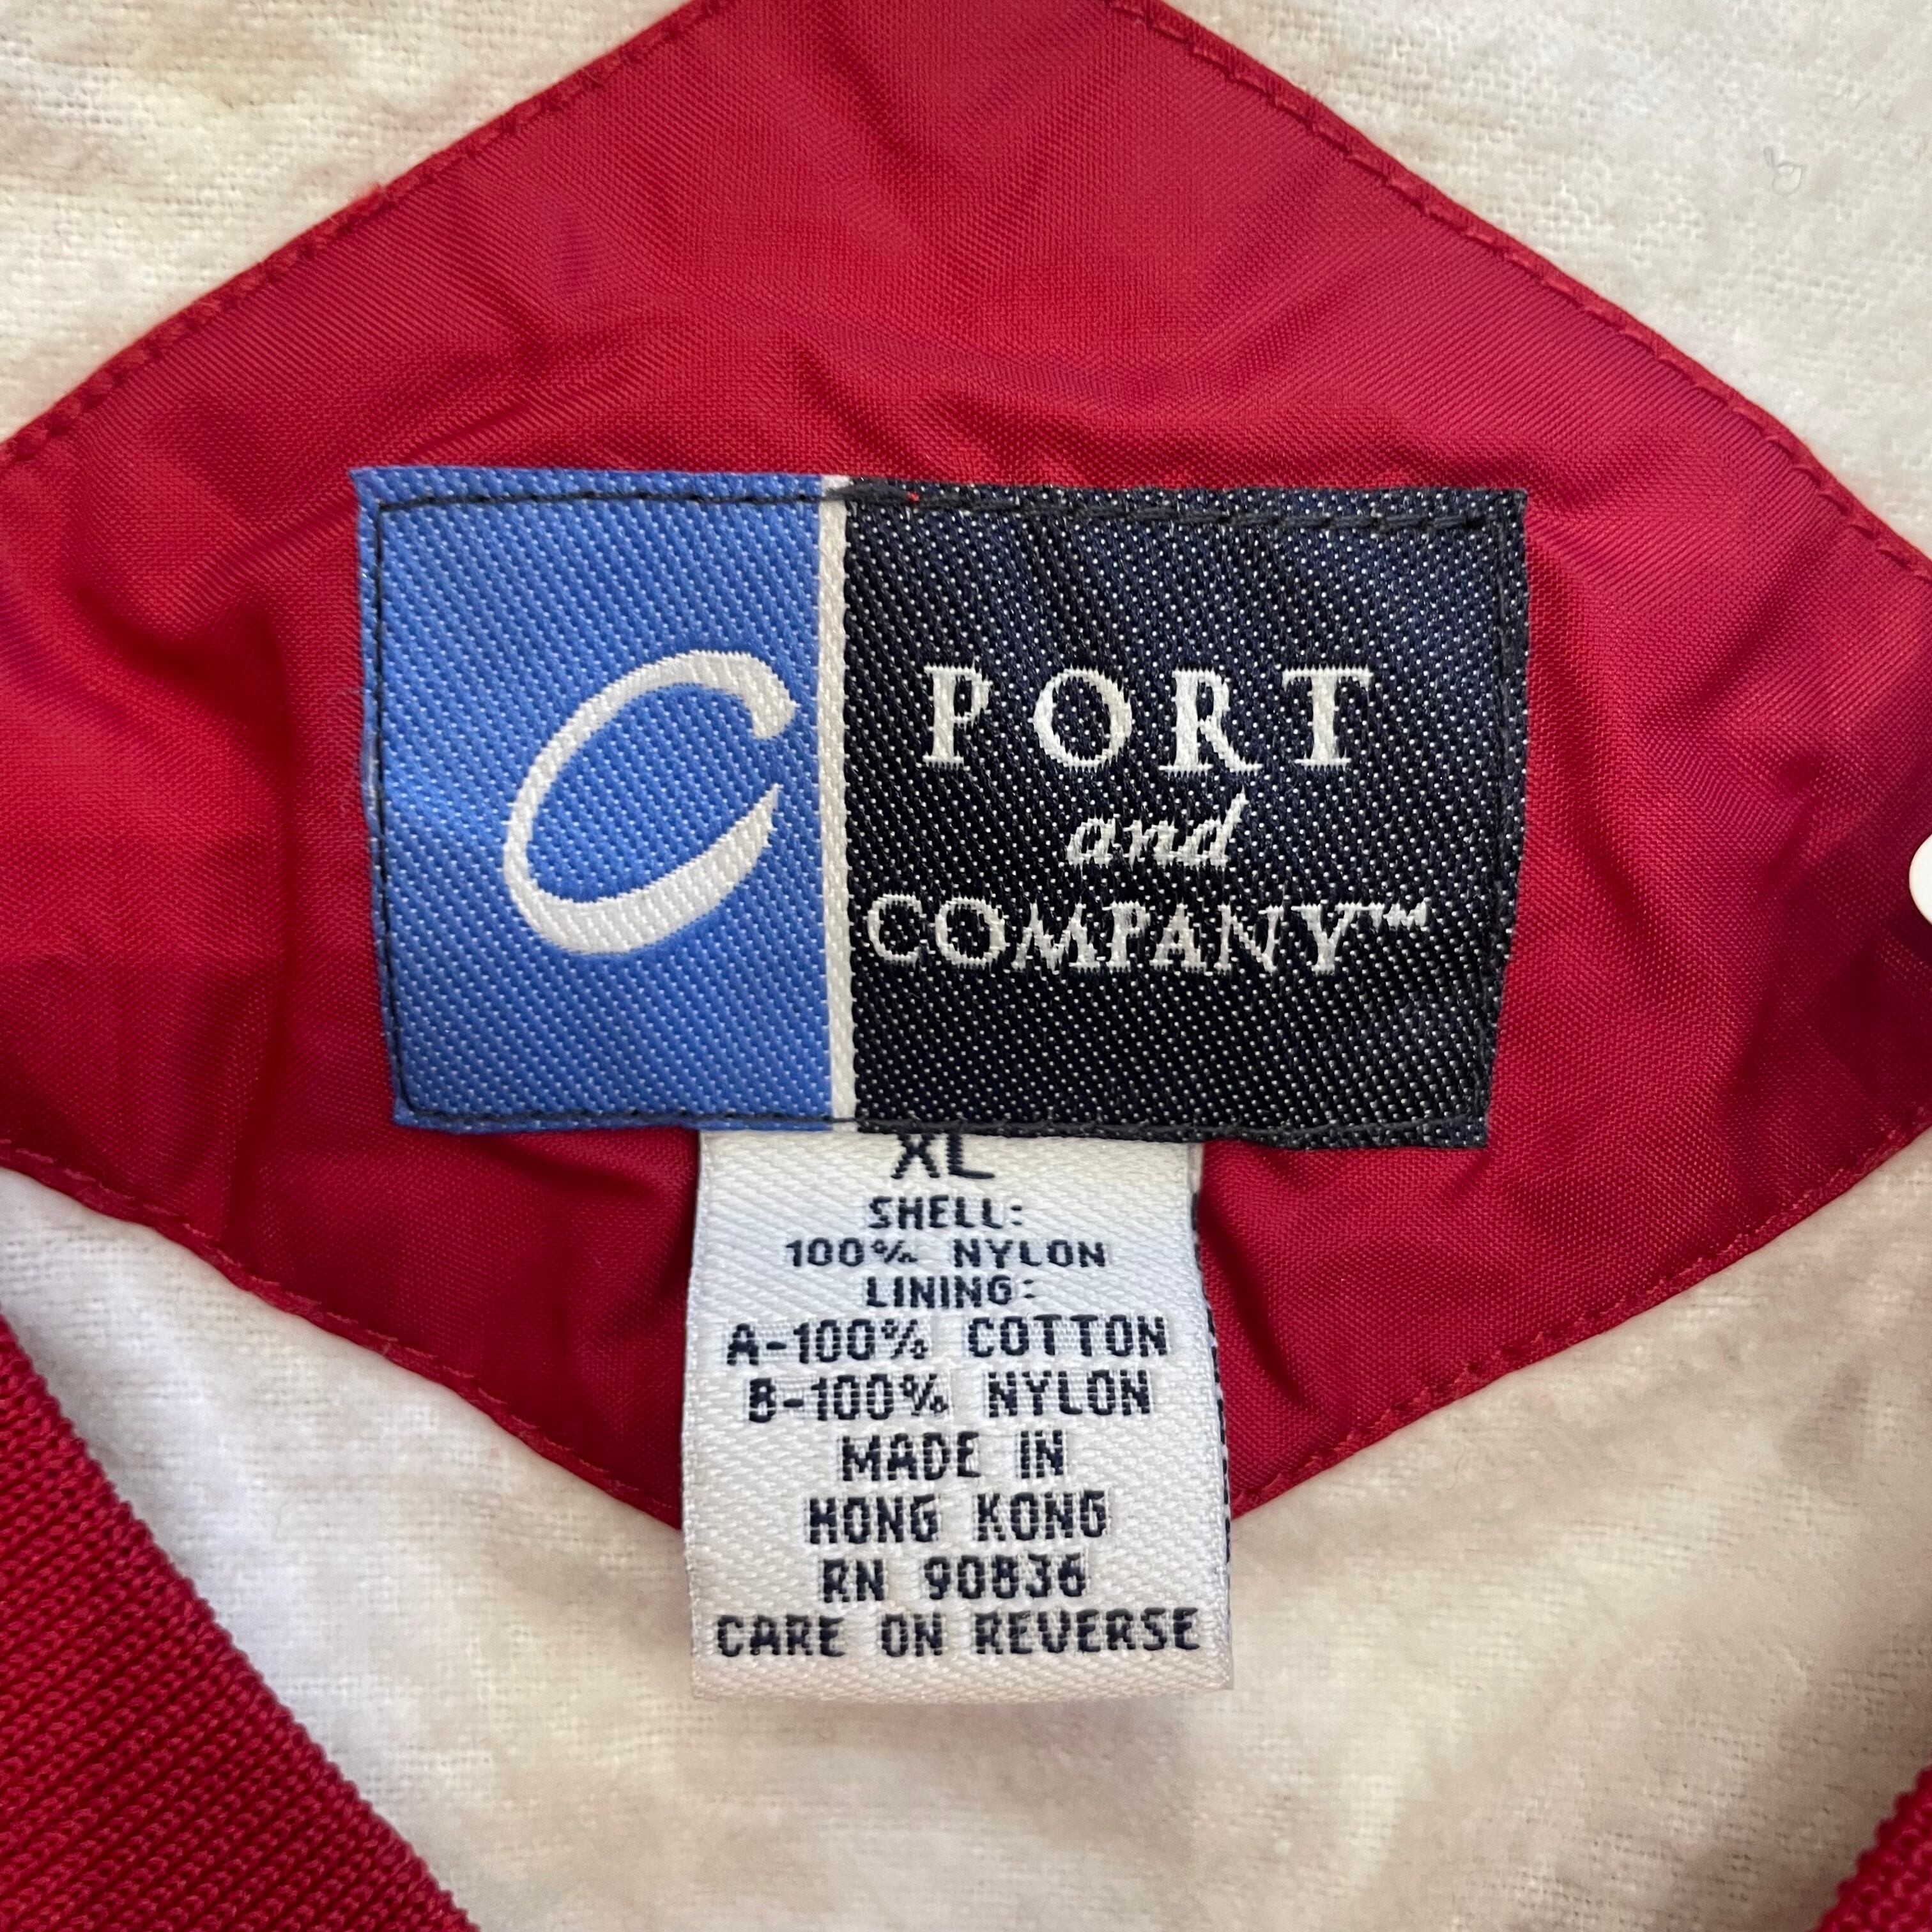 C
PORT
and
COMPANY™
XL
SHELL:
100% NYLON
LINING:
A-100% COTTON
B-100% NYLON
MADE IN
HONG KONG
RN 90836
CARE ON REVERSE